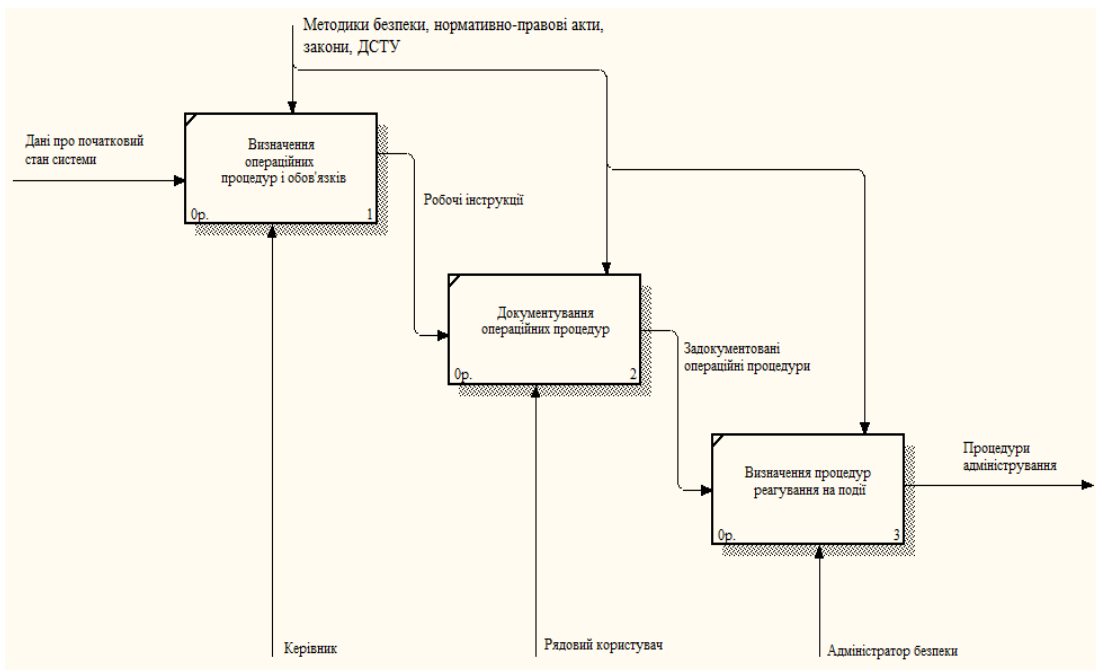 Методики безпеки, нормативно-правові акти,
закони, ДСТУ
Дані про початковий
стан системи
Визначення
операційних
процедур і обов'язків
0р.
1
Робочі інструкції
Документування
операційних процедур
0р.
2
Задокументовані
операційні процедури
Визначення процедур
реагування на події
0р.
3
Процедури
адміністрування
Керівник
Рядовий користувач
Адміністратор безпеки